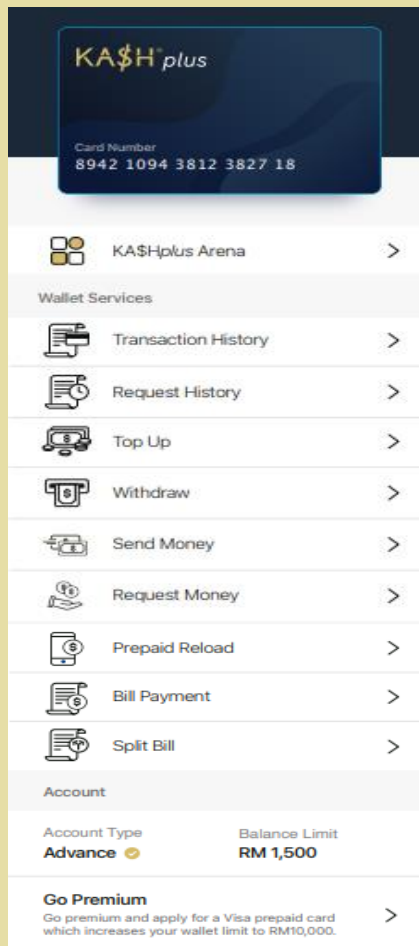 KA$H plus
Card Number
8942 1094 3812 3827 18
KA$Hplus Arena
Wallet Services
Transaction History
Request History
Top Up
Withdraw
Send Money
Request Money
Prepaid Reload
Bill Payment
Split Bill
Account
Account Type Balance Limit
Advance RM 1,500
Go Premium
Go premium and apply for a Visa prepaid card
which increases your wallet limit to RM10,000.